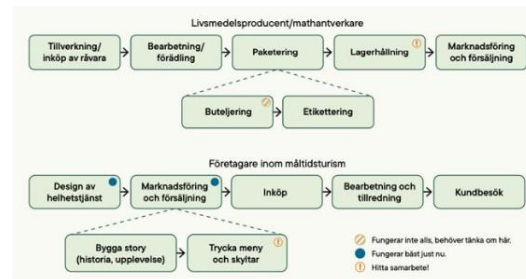 Livsmedelsproducent/mathantverkare
Tillverkning/
inköp av råvara
Bearbetning/
förädling
Paketering
Lagerhållning
Marknadsföring
och försäljning
Buteljering
Etikettering
Företagare inom måltidsturism
Design av
helhetstjänst
Marknadsföring
och försäljning
Inköp
Bearbetning och
tillredning
Kundbesök
Bygga story
(historia, upplevelse)
Trycka meny
och skyltar
Fungerar inte alls, behöver tänka om här.
Fungerar bäst just nu.
Hitta samarbete!